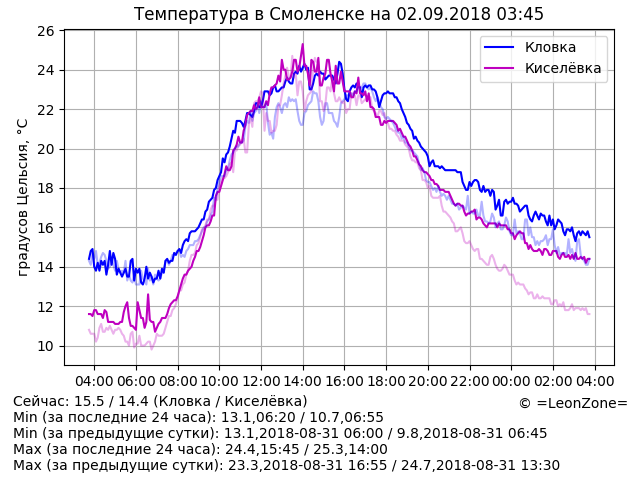 Температура в Смоленске на 02.09.2018 03:45
26
24
22
20
18
16
14
12
10
градусов Цельсия, °C
Кловка
Киселёвка
04:00 06:00 08:00 10:00 12:00 14:00 16:00 18:00 20:00 22:00 00:00 02:00 04:00
Сейчас: 15.5 / 14.4 (Кловка / Киселёвка)
© =LeonZone=
Min (за последние 24 часа): 13.1,06:20 / 10.7,06:55
Min (за предыдущие сутки): 13.1,2018-08-31 06:00 / 9.8,2018-08-31 06:45
Max (за последние 24 часа): 24.4,15:45 / 25.3,14:00
Max (за предыдущие сутки): 23.3,2018-08-31 16:55 / 24.7,2018-08-31 13:30